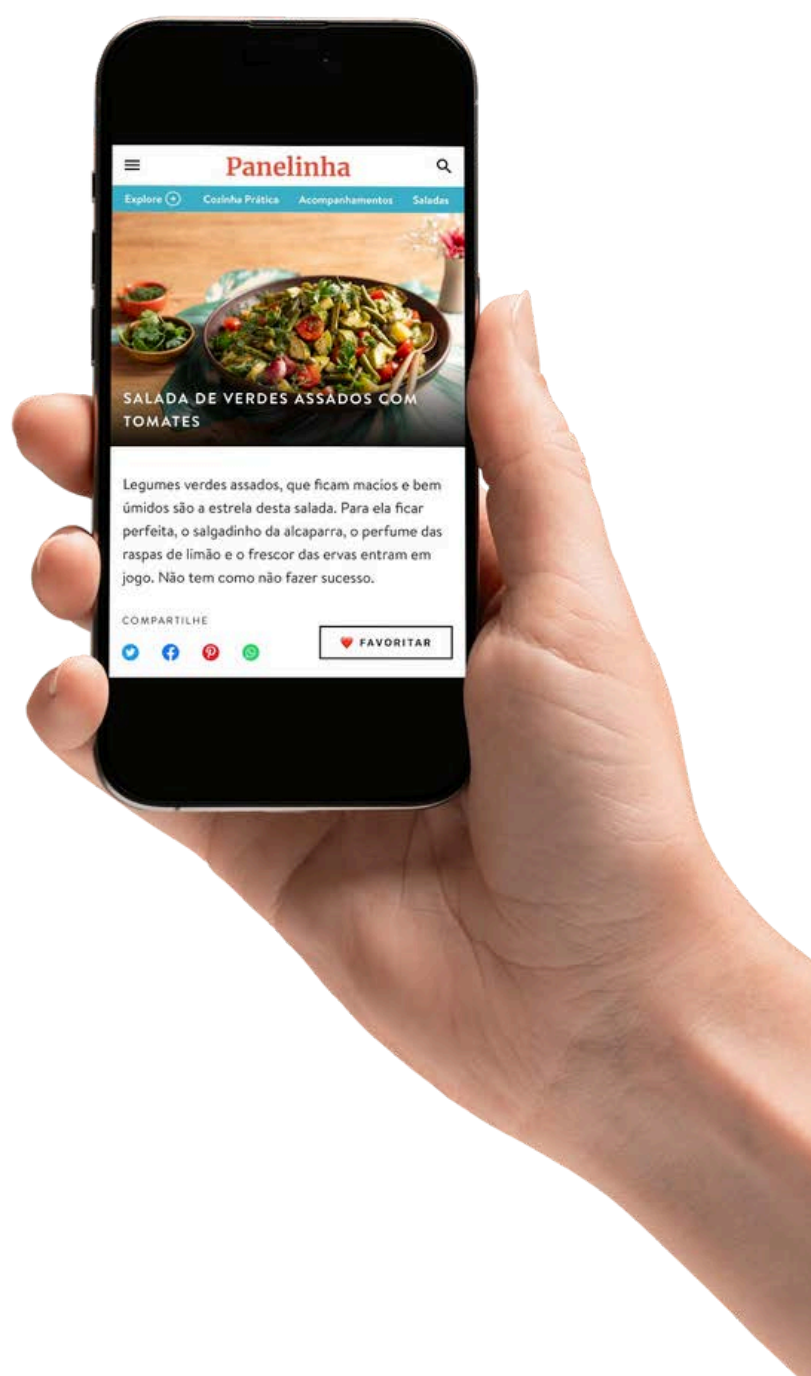 Panelinha
Explore Cozinha Prática Acompanhamentos Saladas
SALADA DE VERDES ASSADOS COM
TOMATES
Legumes verdes assados, que ficam macios e bem
úmidos são a estrela desta salada. Para ela ficar
perfeita, o salgadinho da alcaparra, o perfume das
raspas de limão e o frescor das ervas entram em
jogo. Não tem como não fazer sucesso.
COMPARTILHE
FAVORITAR